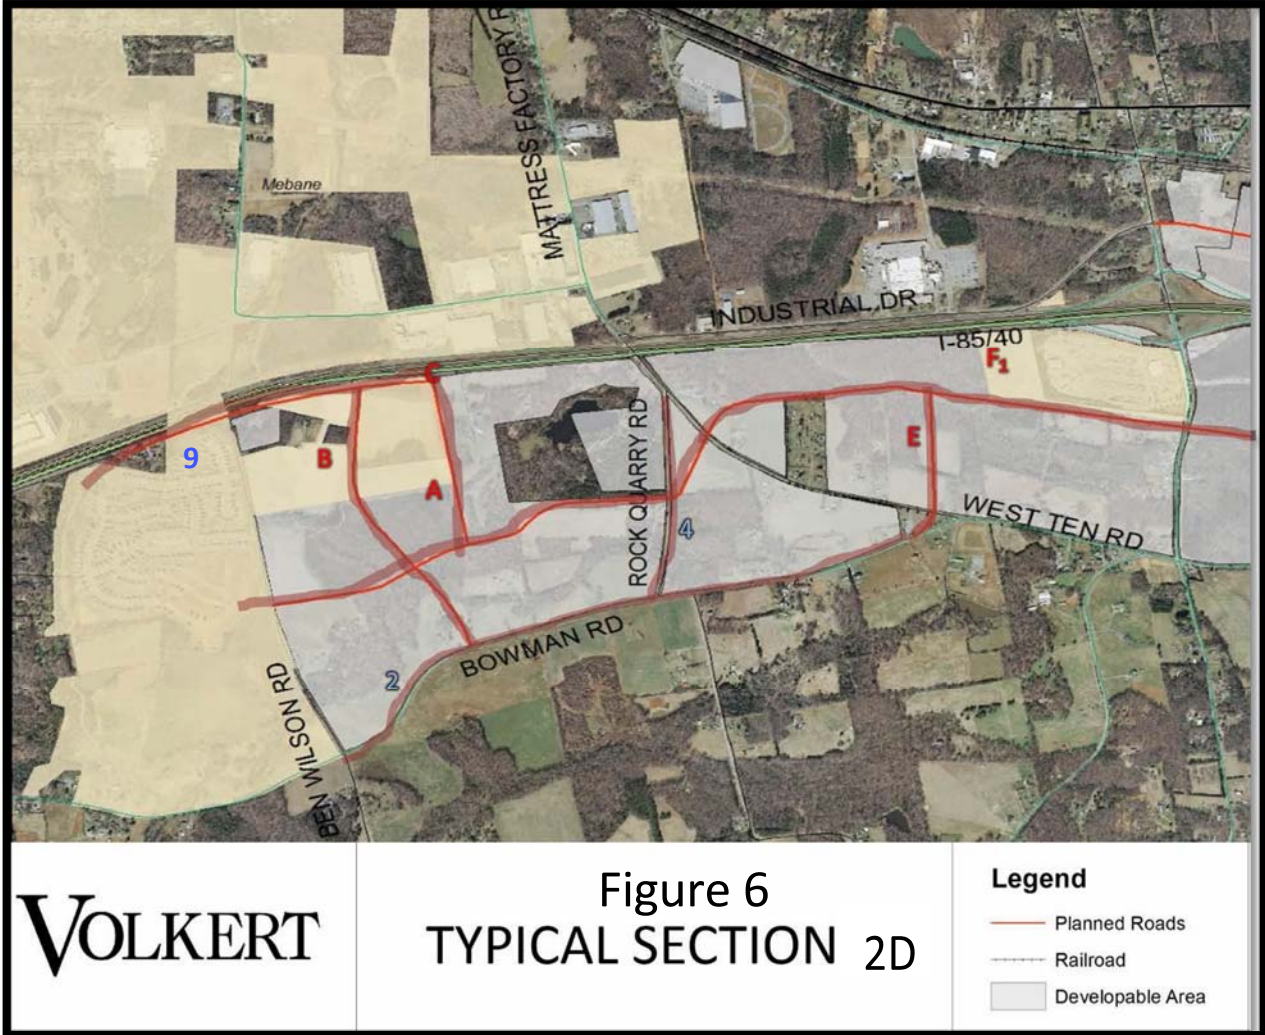 MATTRESS FACTORY R
Mebane
INDUSTRIAL DR
I-85/40
F1
C
9
B
A
E
ROCK QUARRY RD
4
WEST TEN RD
BOWMAN RD
2
BEN WILSON RD
VOLKERT
Figure 6
TYPICAL SECTION 2D
Legend
Planned Roads
Railroad
Developable Area